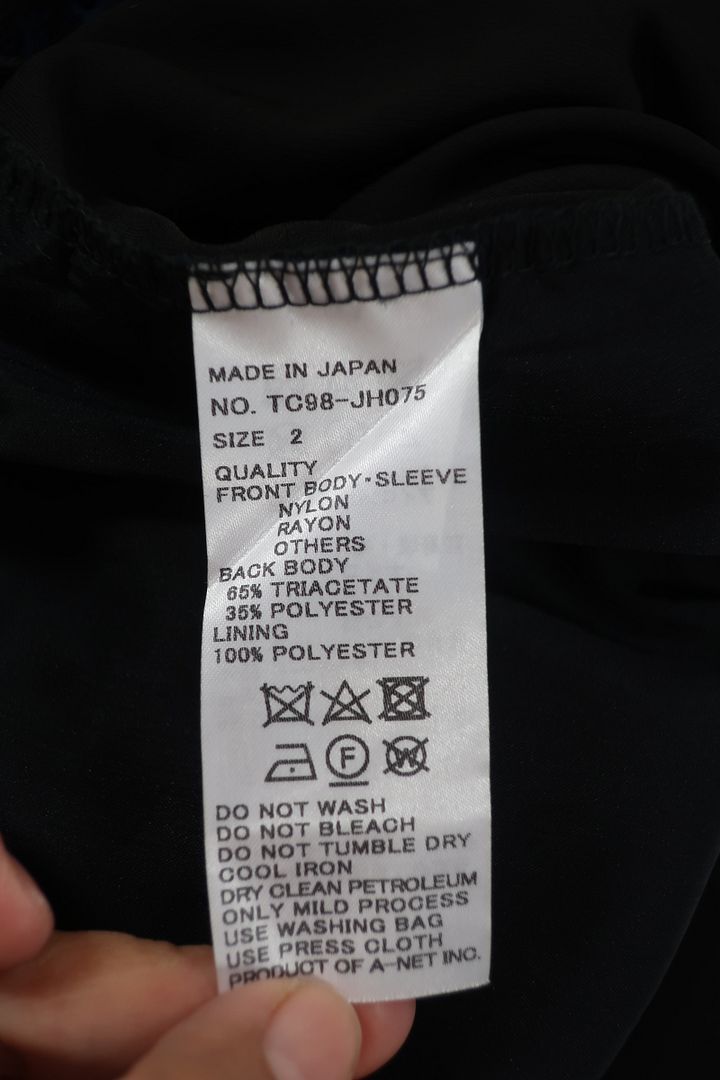 MADE IN JAPAN
NO. TC98-JH075
SIZE 2
QUALITY
FRONT BODY·SLEEVE
NYLON
RAYON
OTHERS
BACK BODY
65% TRIACETATE
35% POLYESTER
LINING
100% POLYESTER
F W
DO NOT WASH
DO NOT BLEACH
DO NOT TUMBLE DRY
COOL IRON
DRY CLEAN PETROLEUM
ONLY MILD PROCESS
USE WASHING BAG
USE PRESS CLOTH
PRODUCT OF A-NET INC.